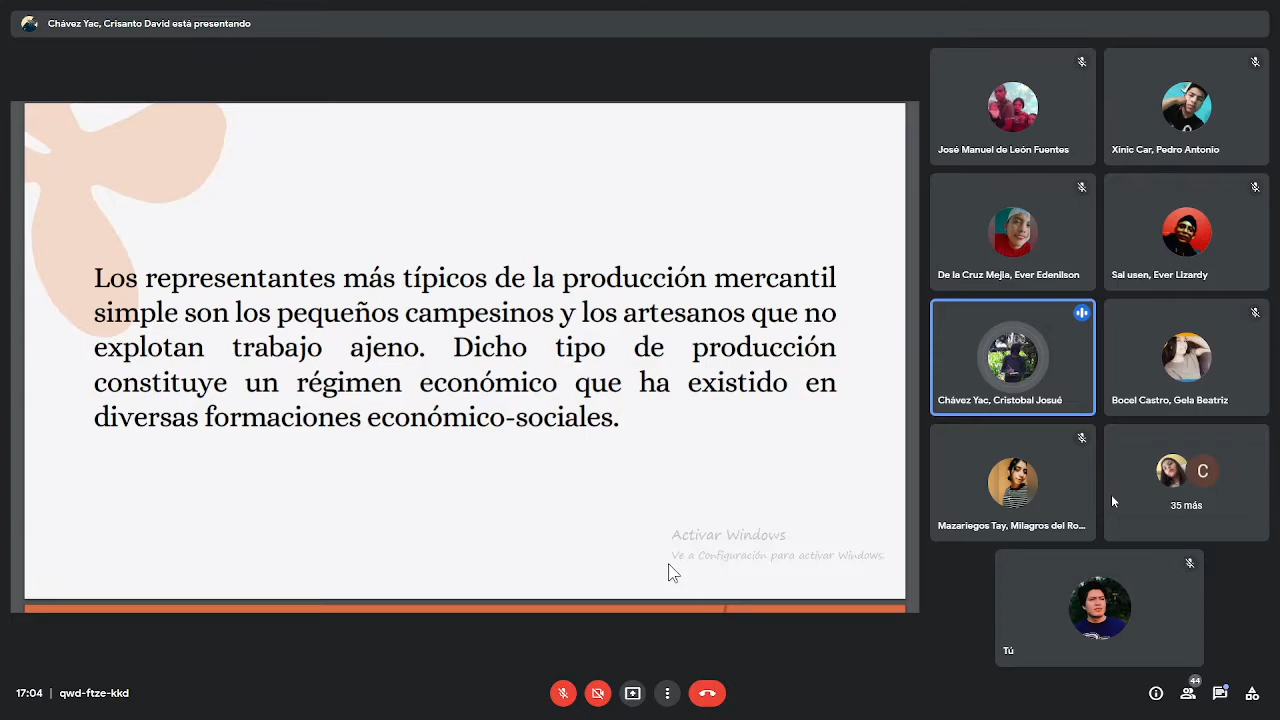 Chávez Yac, Crisanto David está presentando
Los representantes más típicos de la producción mercantil
simple son los pequeños campesinos y los artesanos que no
explotan trabajo ajeno. Dicho tipo de producción
constituye un régimen económico que ha existido en
diversas formaciones económico-sociales.
Activar Windows
Ve a Configuración para activar Windows.
José Manuel de León Fuentes
Xinic Car, Pedro Antonio
De la Cruz Mejia, Ever Edenilson
Sal usen, Ever Lizardy
Chávez Yac, Cristobal Josué
Bocel Castro, Gela Beatriz
Mazariegos Tay, Milagros del Ro...
C
35 más
Tú
17:04 | qwd-ftze-kkd
44